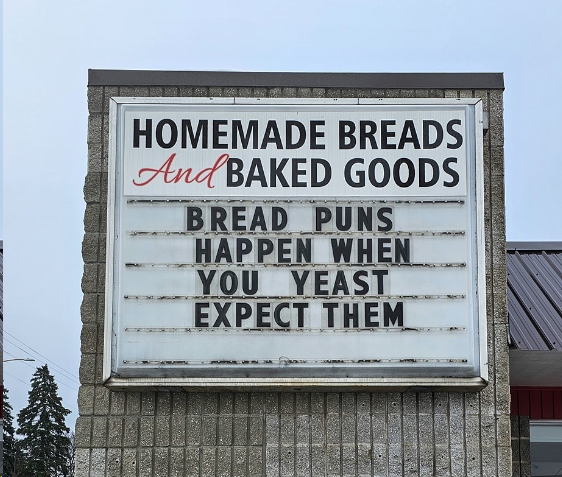 HOMEMADE BREADS
And BAKED GOODS
BREAD PUNS
HAPPEN WHEN
YOU YEAST
EXPECT THEM